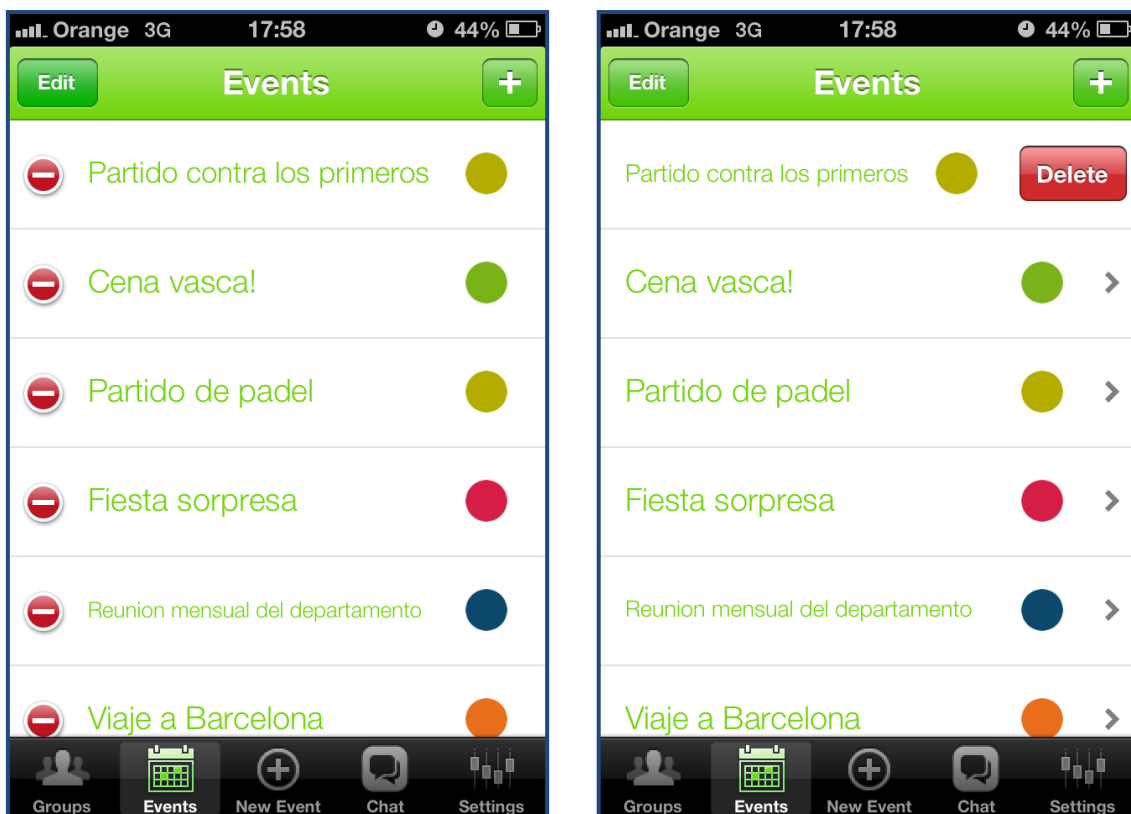 Orange 3G 17:58 44%
Edit Events +
Partido contra los primeros
Cena vasca!
Partido de padel
Fiesta sorpresa
Reunion mensual del departamento
Viaje a Barcelona
Groups Events New Event Chat Settings
Orange 3G 17:58 44%
Edit Events +
Partido contra los primeros Delete
Cena vasca!
Partido de padel
Fiesta sorpresa
Reunion mensual del departamento
Viaje a Barcelona
Groups Events New Event Chat Settings